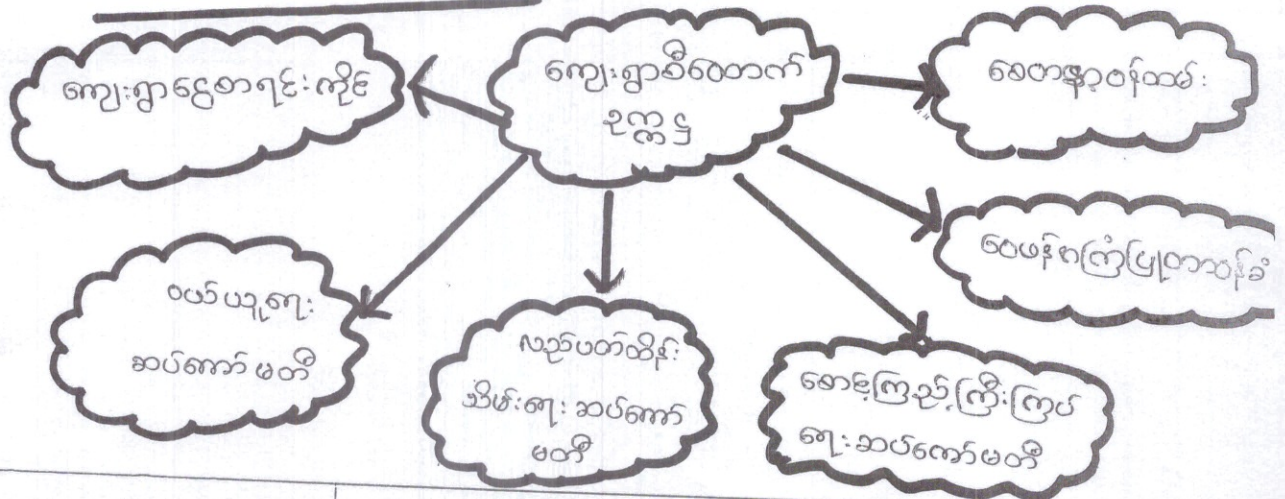 ကျေးရွာငွေစာရင်းကိုင်
ကျေးရွာစီမံထောက်
ဥက္ကဋ္ဌ
စေတနာ့ဝန်ထမ်း
ဝေဖန်အကြံပြုတာဝန်ခံ
ဝယ်ယူရေး
ဆပ်ကော်မတီ
လည်ပတ်ထိန်း
သိမ်းရေးဆပ်ကော်
မတီ
စောင့်ကြည့်ကြီးကြပ်
ရေးဆပ်ကော်မတီ